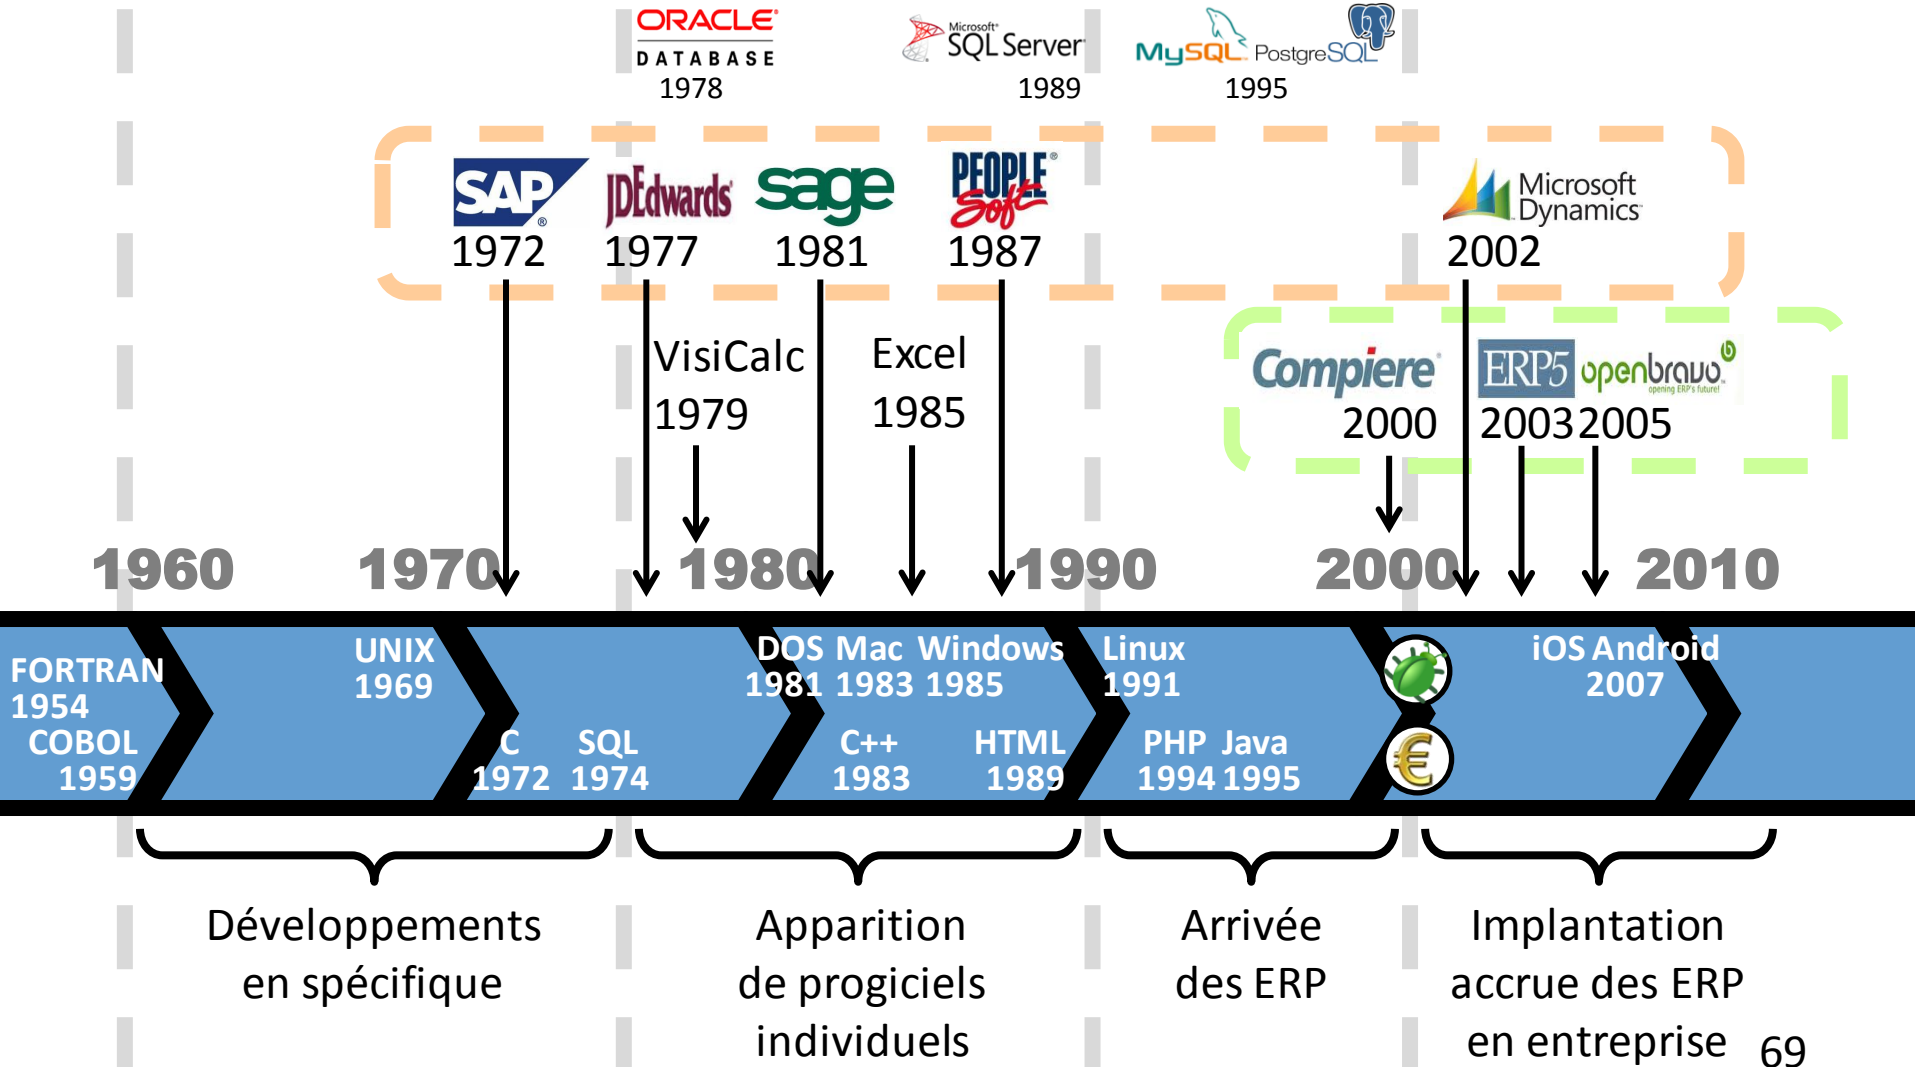 ORACLE®
DATABASE
1978
Microsoft®
SQL Server
1989
MySQL PostgreSQL
1995
SAP®
1972
JDEdwards
1977
sage
1981
PEOPLE®
Soft
1987
Microsoft
Dynamics
2002
VisiCalc
1979
Excel
1985
Compiere
2000
ERP5
2003
openbravo
opening ERP's future!
2005
1960
1970
1980
1990
2000
2010
FORTRAN
1954
COBOL
1959
UNIX
1969
C
1972
SQL
1974
DOS
1981
Mac
1983
Windows
1985
C++
1983
HTML
1989
Linux
1991
PHP
1994
Java
1995
€
iOS Android
2007
Développements
en spécifique
Apparition
de progiciels
individuels
Arrivée
des ERP
Implantation
accrue des ERP
en entreprise
69